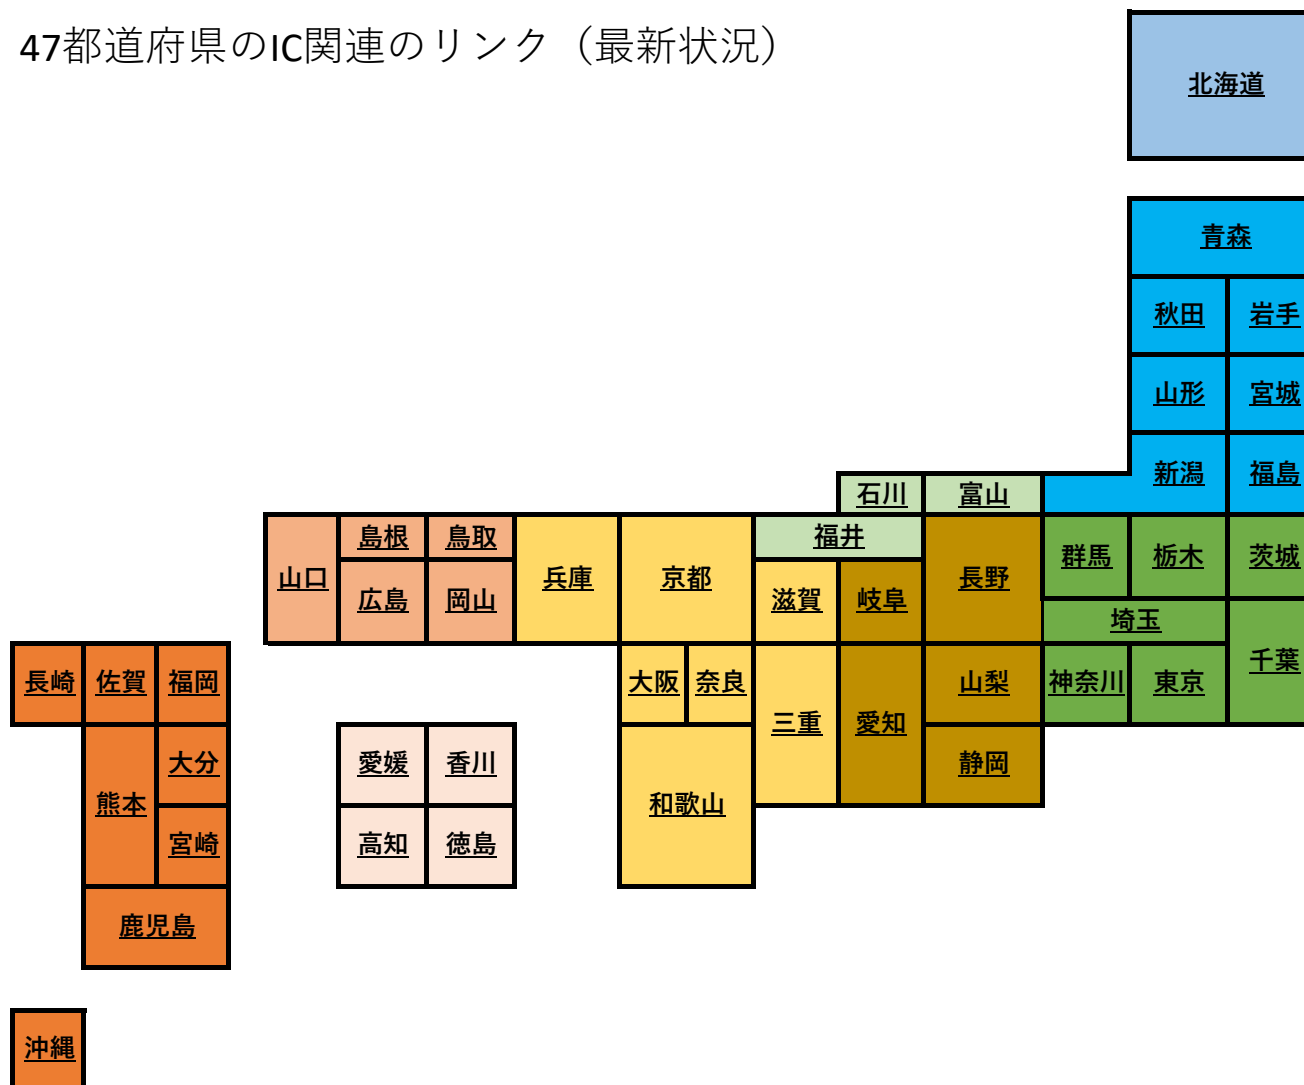 47都道府県のIC関連のリンク（最新状況）
北海道
青森
秋田
岩手
山形
宮城
新潟
福島
石川
富山
福井
島根
鳥取
山口
広島
岡山
兵庫
京都
滋賀
岐阜
長野
群馬
栃木
茨城
埼玉
千葉
神奈川
東京
長崎
佐賀
福岡
大阪
奈良
三重
愛知
山梨
静岡
大分
熊本
宮崎
愛媛
香川
高知
徳島
和歌山
鹿児島
沖縄